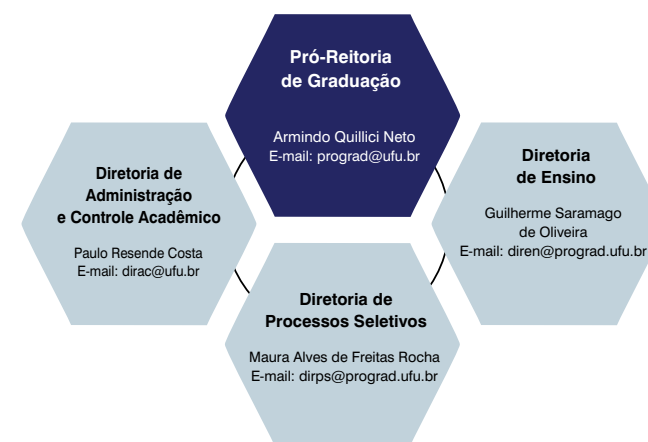 Pró-Reitoria
de Graduação
Armindo Quillici Neto
E-mail: prograd@ufu.br
Diretoria de
Administração
e Controle Acadêmico
Paulo Resende Costa
E-mail: dirac@ufu.br
Diretoria
de Ensino
Guilherme Saramago
de Oliveira
E-mail: diren@prograd.ufu.br
Diretoria de
Processos Seletivos
Maura Alves de Freitas Rocha
E-mail: dirps@prograd.ufu.br